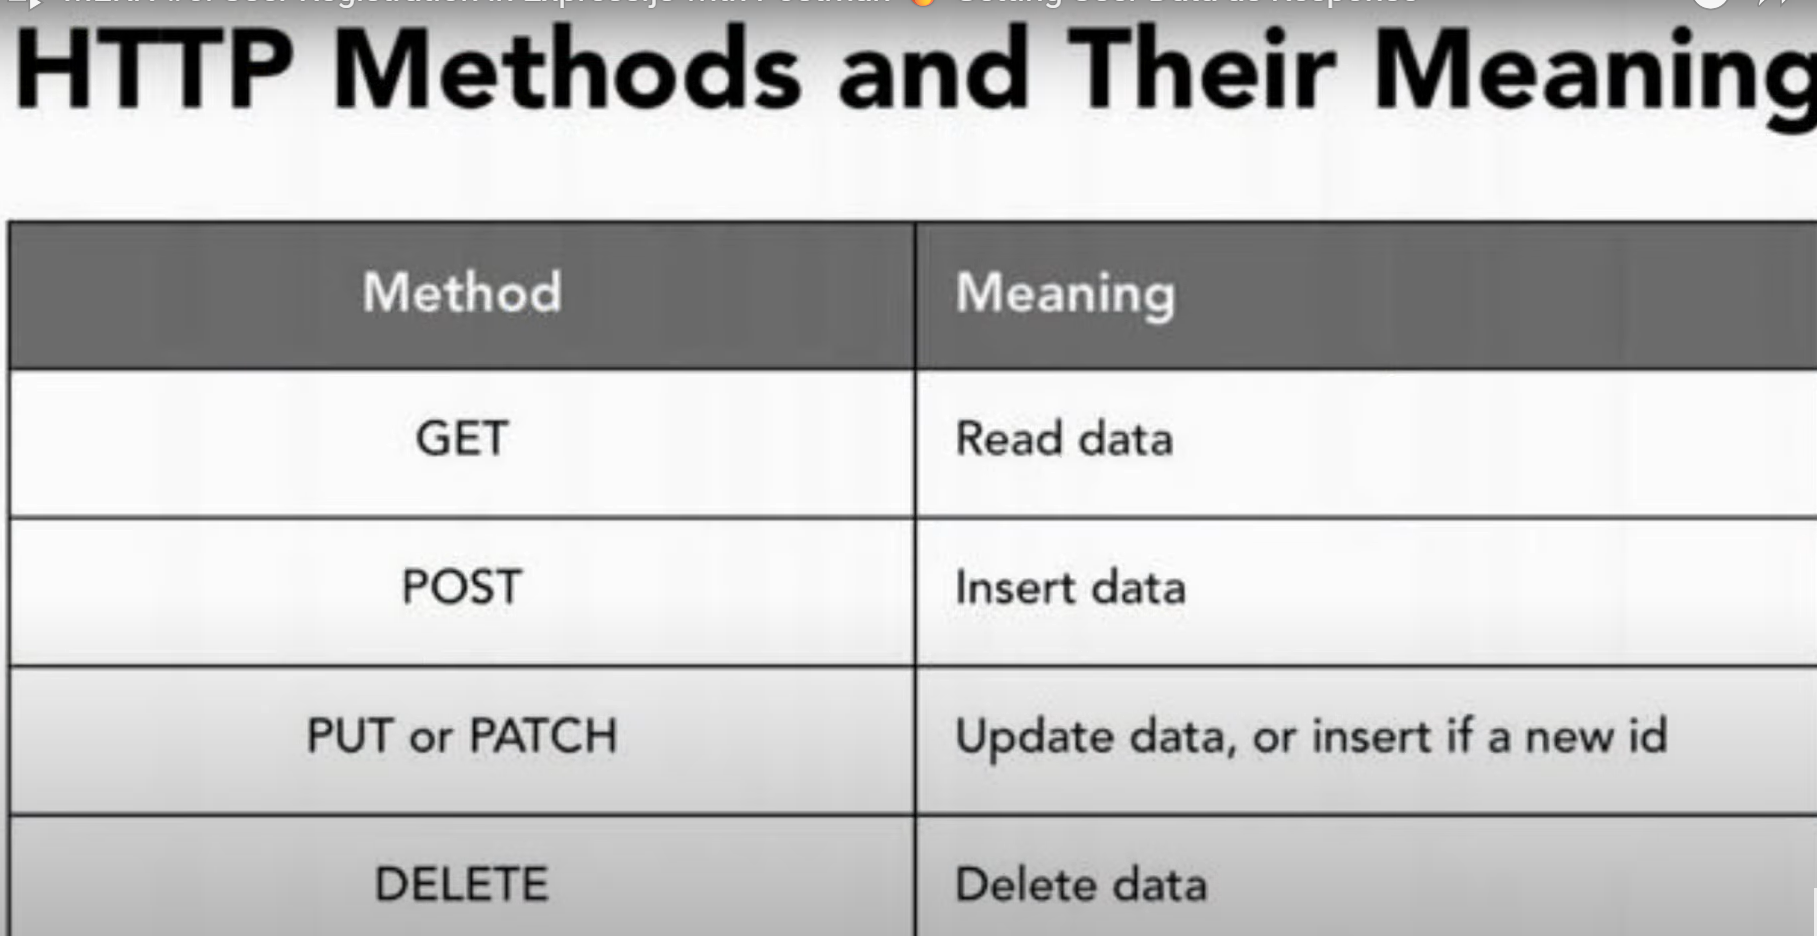 HTTP Methods and Their Meaning
Method Meaning
GET Read data
POST Insert data
PUT or PATCH Update data, or insert if a new id
DELETE Delete data